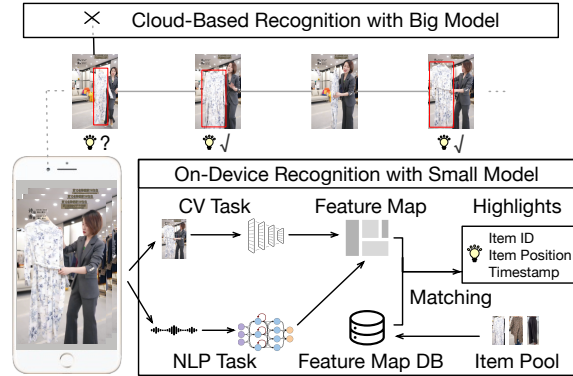 Cloud-Based Recognition with Big Model
? √ √
On-Device Recognition with Small Model
CV Task Feature Map Highlights
Item ID
Item Position
Timestamp
Matching
NLP Task Feature Map DB Item Pool